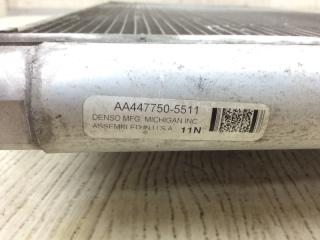 AA447750-5511
DENSO MFG. MICHIGAN INC.
ASSEMBLED IN U.S.A. 11N